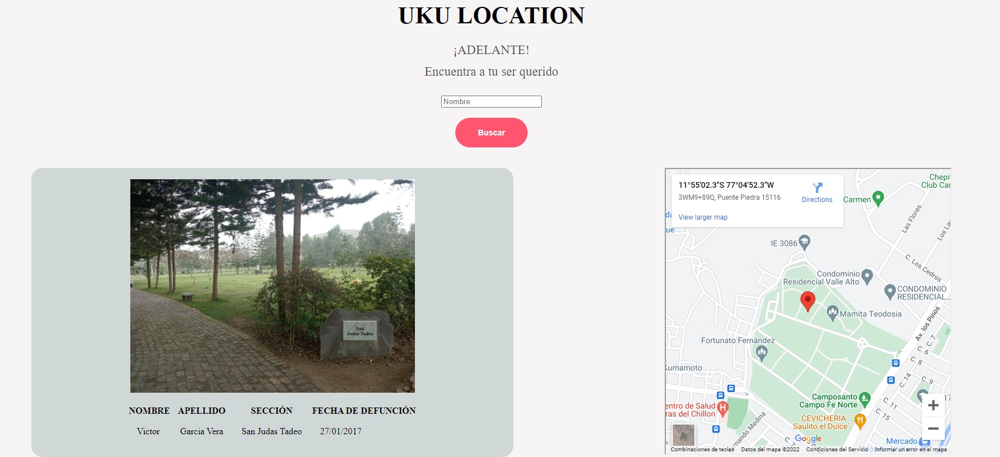 UKU LOCATION
¡ADELANTE!
Encuentra a tu ser querido
Nombre
Buscar
San
Judas Tadeo
NOMBRE APELLIDO SECCIÓN FECHA DE DEFUNCIÓN
Victor Garcia Vera San Judas Tadeo 27/01/2017
11°55'02.3"S 77°04'52.3"W
3WM9+89Q, Puente Piedra 15116
Directions
View larger map
Chepi
Club Car
Carmen
da
ue
Las Flores
Los La
IE 3086
C. Los Cedros
Condominio
Residencial Valle Alto
CONDOMINIO
RESIDENCIAL...
Mamita Teodosia
Av. los Pinos
Fortunato Fernández
C. 7
C. 6
C. 8
Kumamoto
C. 14
C. 9
17
Camposanto
Campo Fe Norte
C. 11
C. 15
entro de Salud
ras del Chillon
CEVICHERIA ´´
Saulito el Dulce´´
rnando Medina
C. 7
Google
Mercado
Combinaciones de teclas
Datos del mapa ©2022
Condiciones del Servicio
Informar un error en el mapa